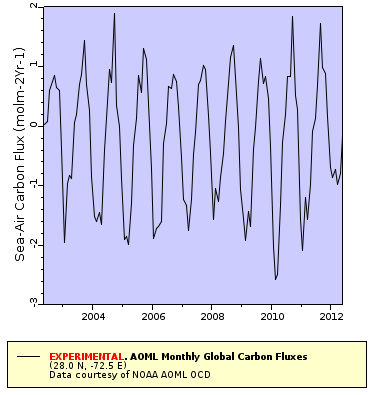 Sea-Air Carbon Flux (molm-2Yr-1)
2
1
0
-1
-2
-3
2004 2006 2008 2010 2012
EXPERIMENTAL. AOML Monthly Global Carbon Fluxes
(28.0 N, -72.5 E)
Data courtesy of NOAA AOML OCD